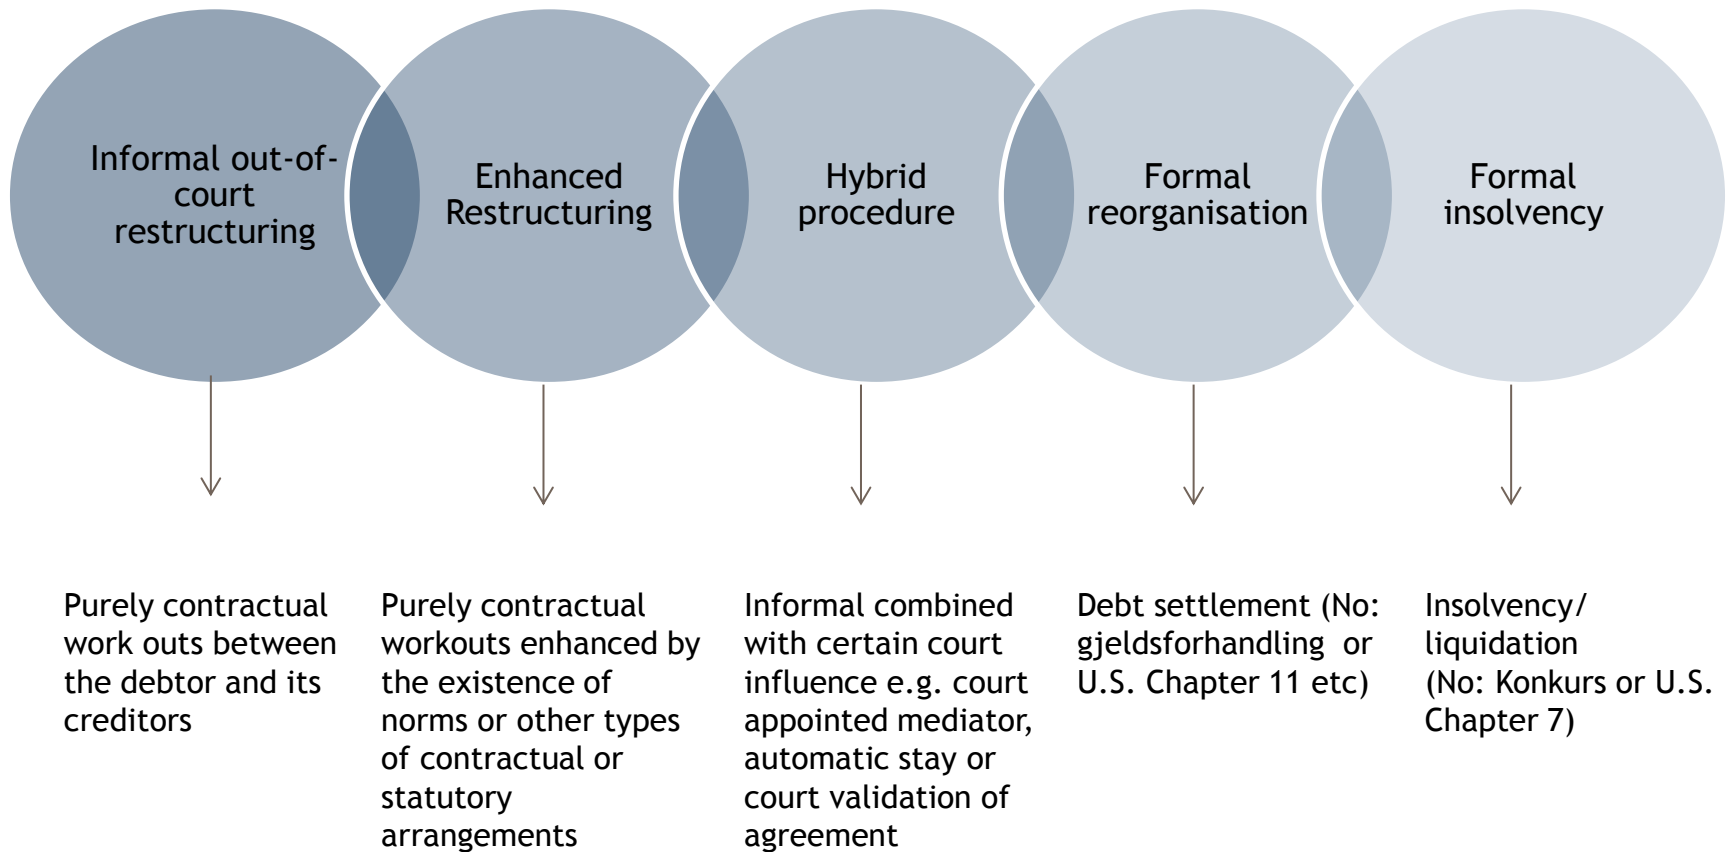 Informal out-of-
court
restructuring
Enhanced
Restructuring
Hybrid
procedure
Formal
reorganisation
Formal
insolvency
Purely contractual
work outs between
the debtor and its
creditors
Purely contractual
workouts enhanced by
the existence of
norms or other types
of contractual or
statutory
arrangements
Informal combined
with certain court
influence e.g. court
appointed mediator,
automatic stay or
court validation of
agreement
Debt settlement (No:
gjeldsforhandling or
U.S. Chapter 11 etc)
Insolvency/
liquidation
(No: Konkurs or U.S.
Chapter 7)